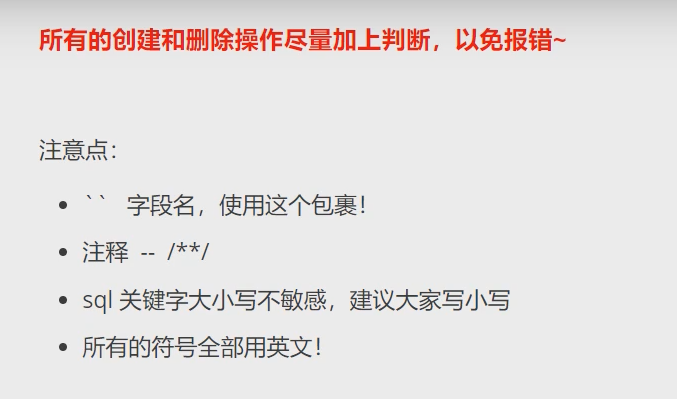 所有的创建和删除操作尽量加上判断，以免报错~
注意点：
• `` 字段名，使用这个包裹！
• 注释 -- /**/
• sql 关键字大小写不敏感，建议大家写小写
• 所有的符号全部用英文！